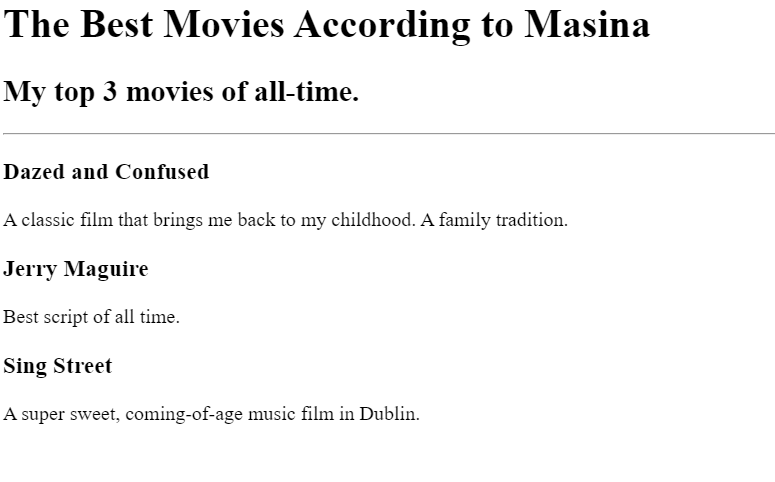 The Best Movies According to Masina
My top 3 movies of all-time.
Dazed and Confused
A classic film that brings me back to my childhood. A family tradition.
Jerry Maguire
Best script of all time.
Sing Street
A super sweet, coming-of-age music film in Dublin.